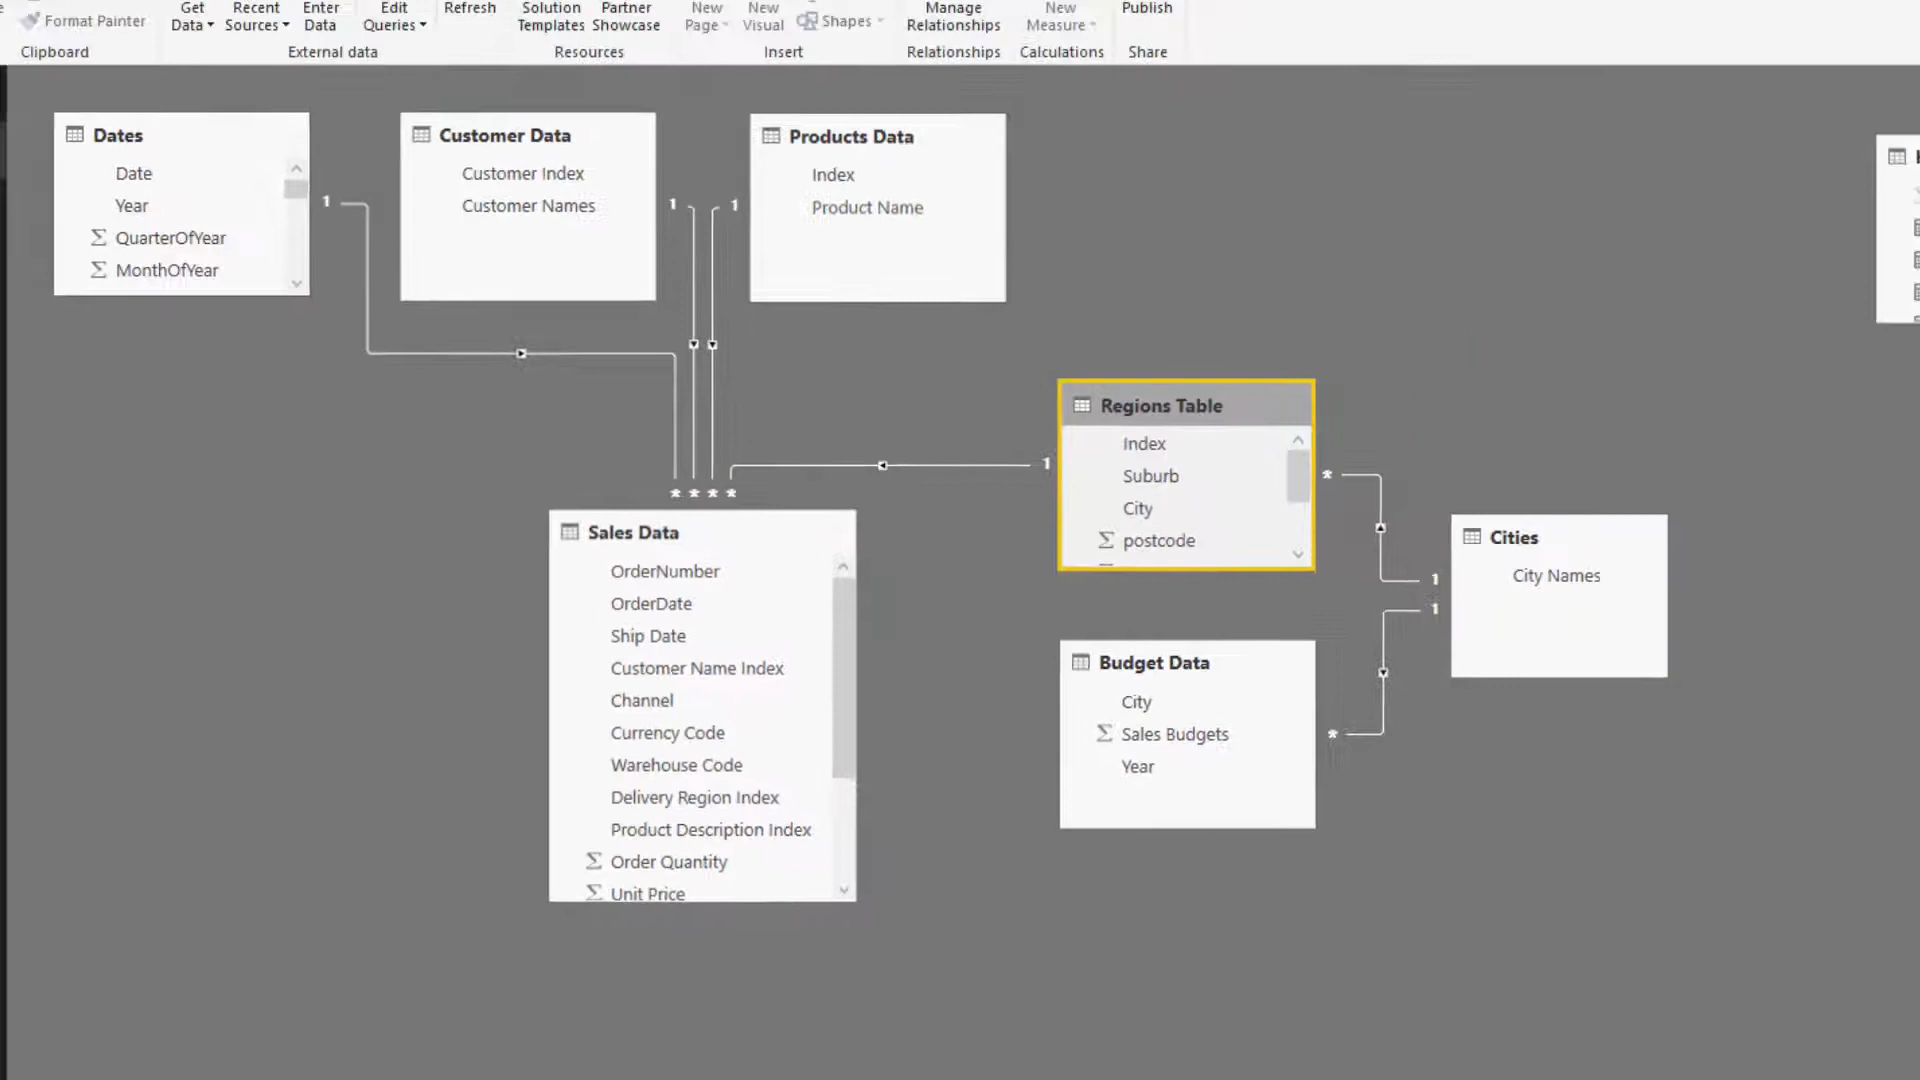 Format Painter
Clipboard
Get Data
Recent Sources
Enter Data
Edit Queries
Refresh
External data
Solution Templates
Partner Showcase
Resources
New Page
New Visual
Shapes
Insert
Manage Relationships
Relationships
New Measure
Calculations
Publish
Share
Dates
Date
Year
QuarterOfYear
MonthOfYear
1
Customer Data
Customer Index
Customer Names
1
1
Products Data
Index
Product Name
Regions Table
Index
Suburb
City
Σ postcode
1
*
* * * *
Sales Data
OrderNumber
OrderDate
Ship Date
Customer Name Index
Channel
Currency Code
Warehouse Code
Delivery Region Index
Product Description Index
Σ Order Quantity
Σ Unit Price
Cities
City Names
1
1
Budget Data
City
Σ Sales Budgets
Year
*